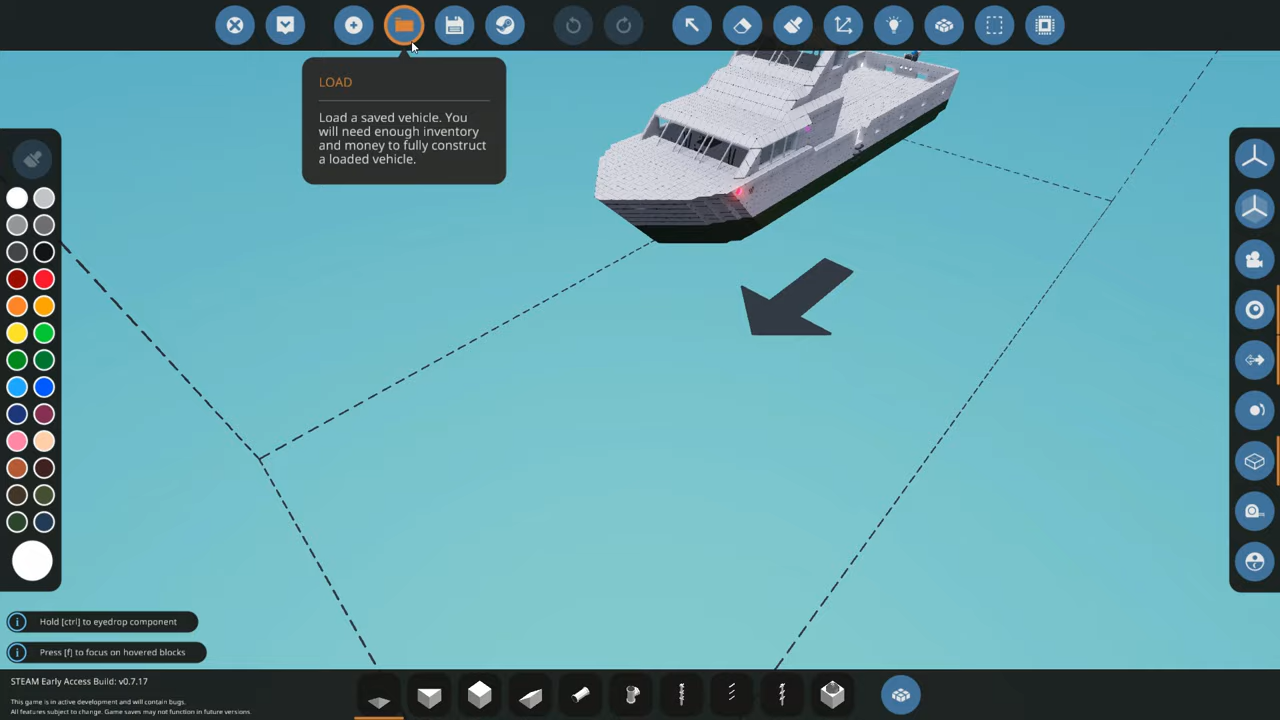 LOAD
Load a saved vehicle. You
will need enough inventory
and money to fully construct
a loaded vehicle.
Hold [ctrl] to eyedrop component
Press [f] to focus on hovered blocks
STEAM Early Access Build: v0.7.17
This game is in active development and will contain bugs.
All features subject to change. Game saves may not function in future versions.